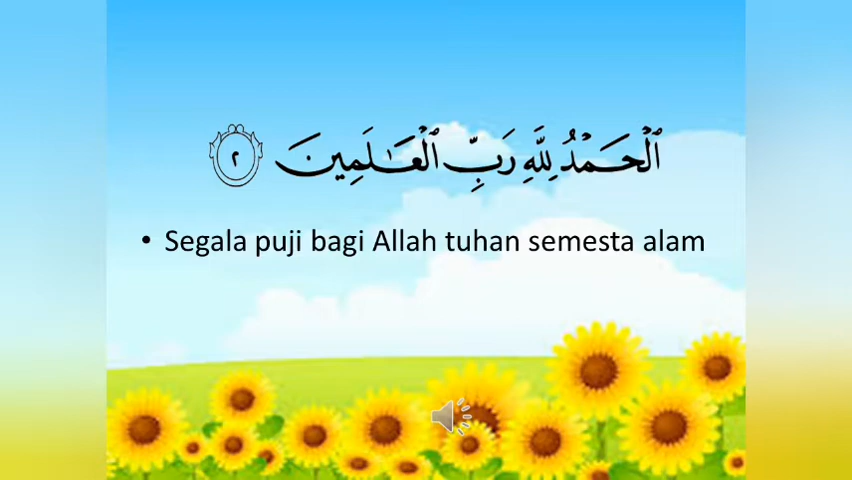 ٱلْحَمْدُ لِلَّهِ رَبِّ ٱلْعَـٰلَمِينَ ٢
• Segala puji bagi Allah tuhan semesta alam